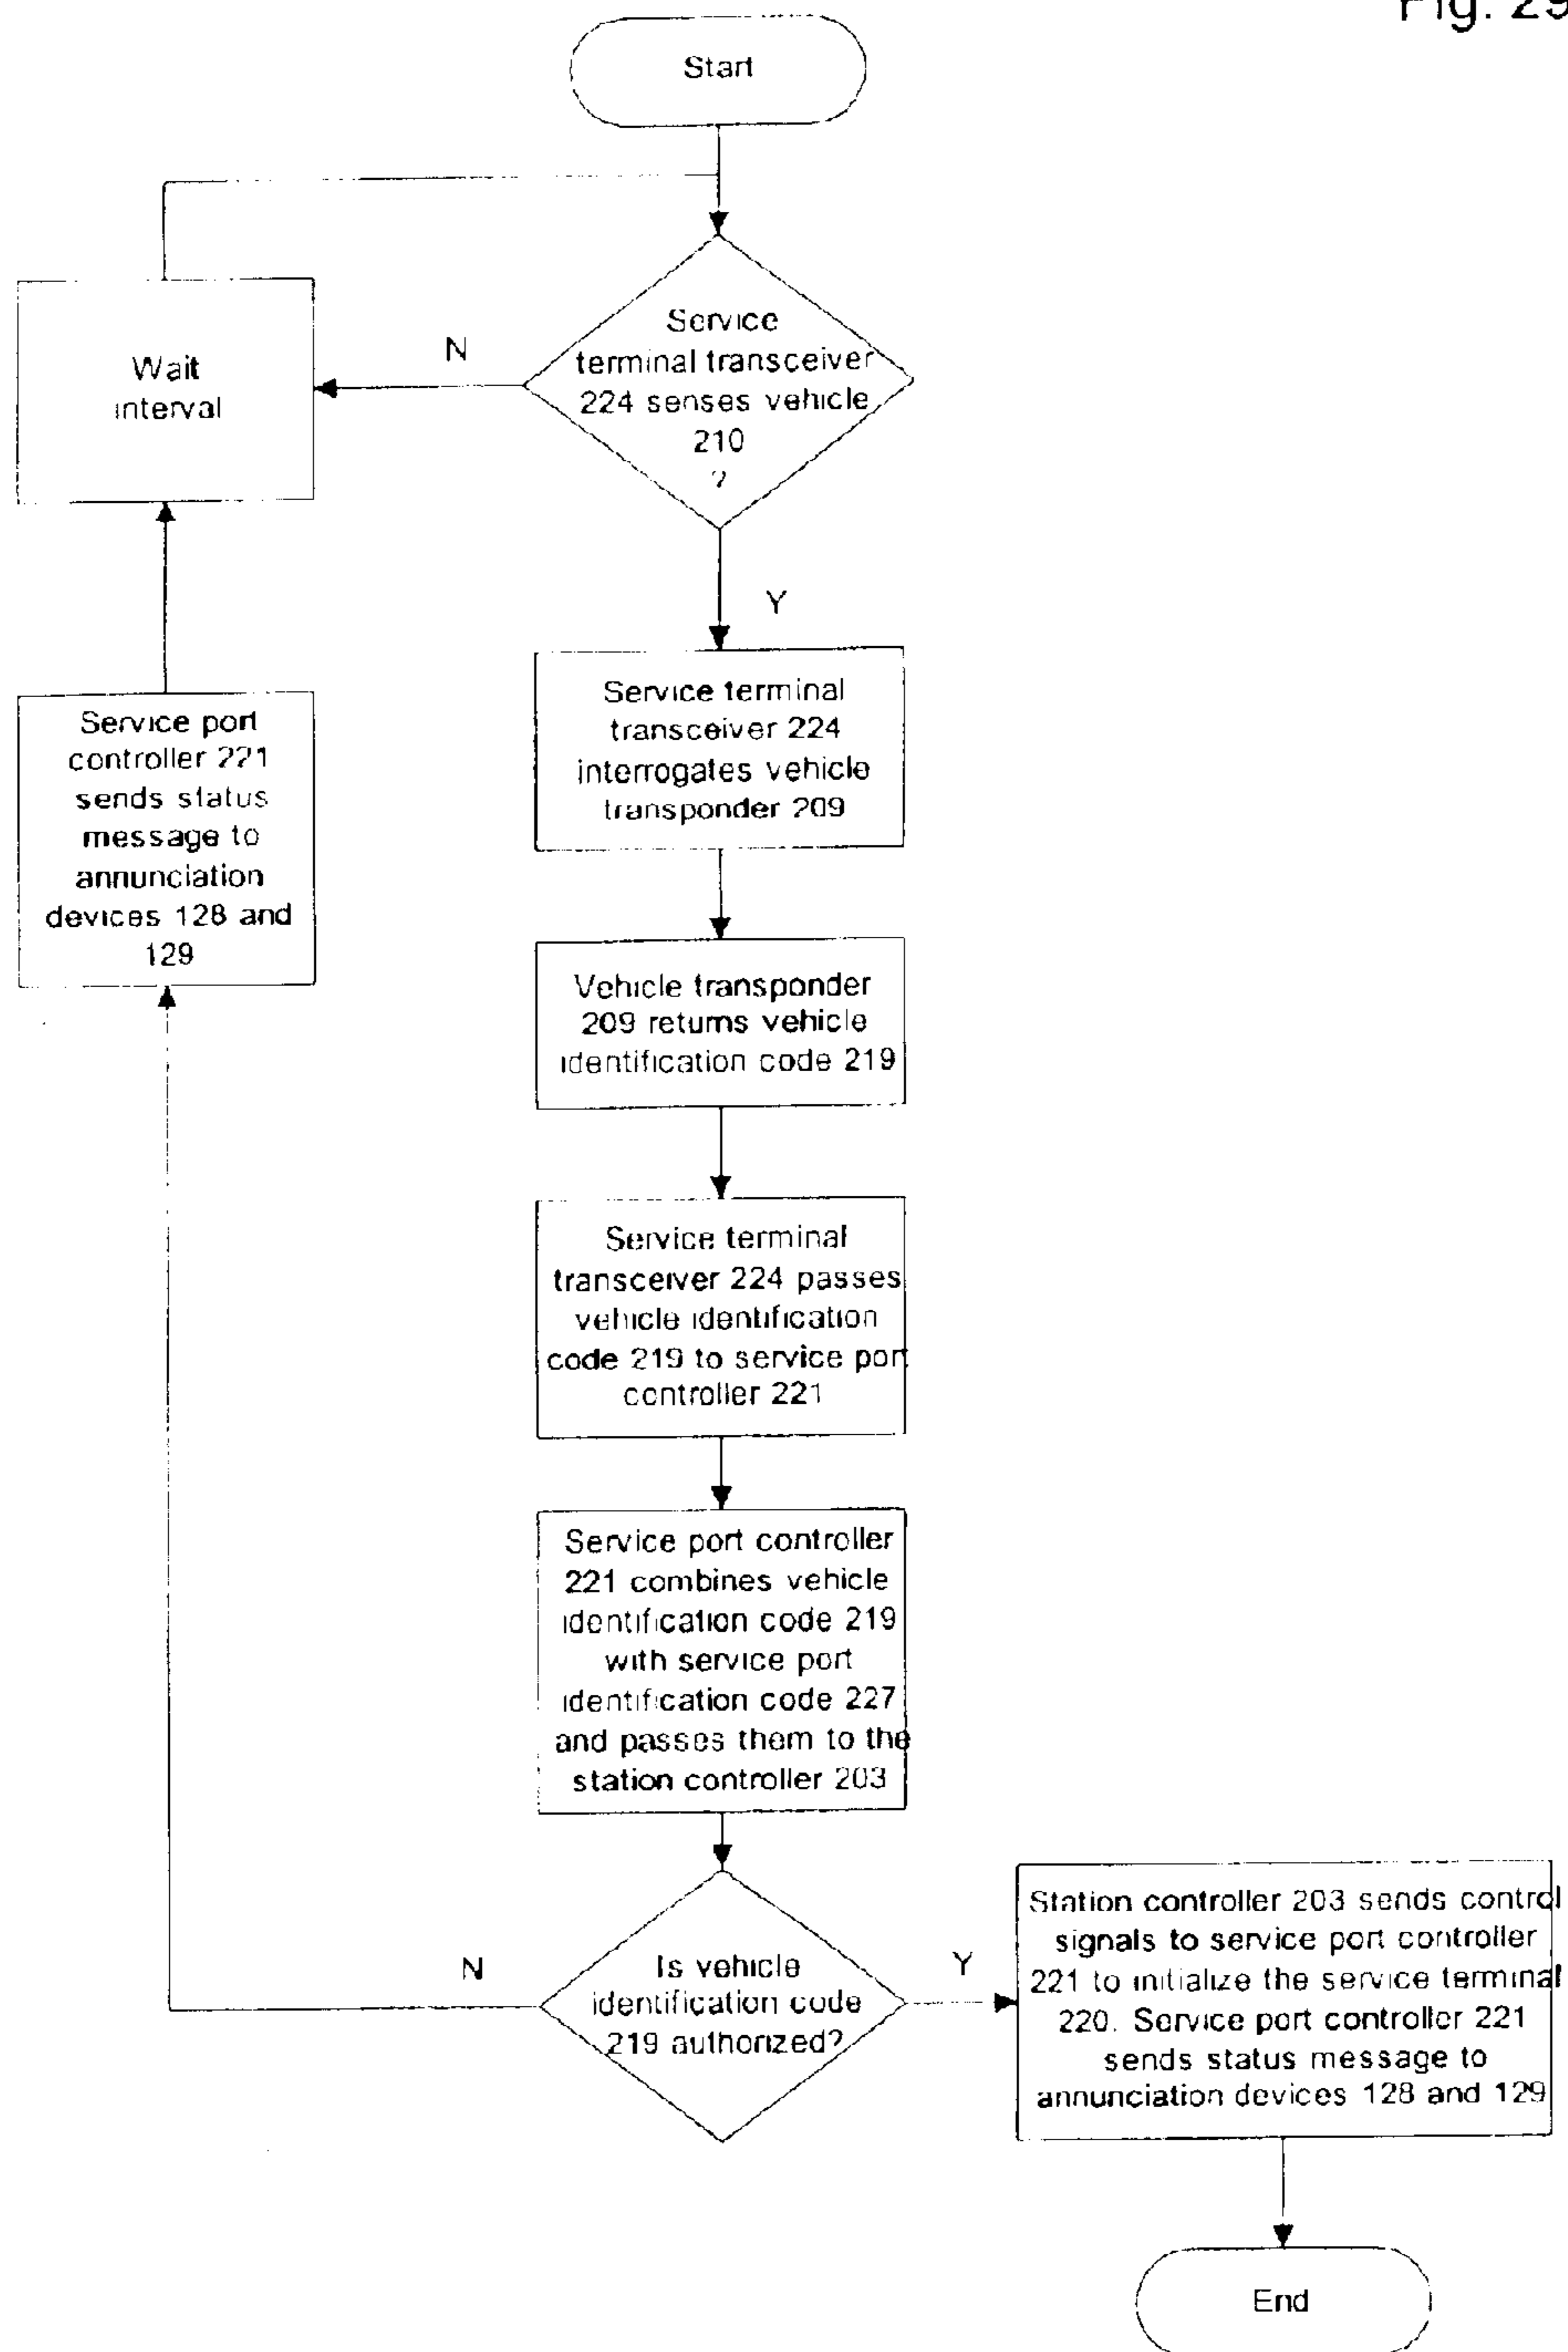 Fig. 29
Start
Service
terminal transceiver
224 senses vehicle
210
?
N
Wait
interval
Y
Service terminal
transceiver 224
interrogates vehicle
transponder 209
Service port
controller 221
sends status
message to
annunciation
devices 128 and
129
Vehicle transponder
209 returns vehicle
identification code 219
Service terminal
transceiver 224 passes
vehicle identification
code 219 to service port
controller 221
Service port controller
221 combines vehicle
identification code 219
with service port
identification code 227
and passes them to the
station controller 203
Is vehicle
identification code
219 authorized?
N
Y
Station controller 203 sends control
signals to service port controller
221 to initialize the service terminal
220. Service port controller 221
sends status message to
annunciation devices 128 and 129
End